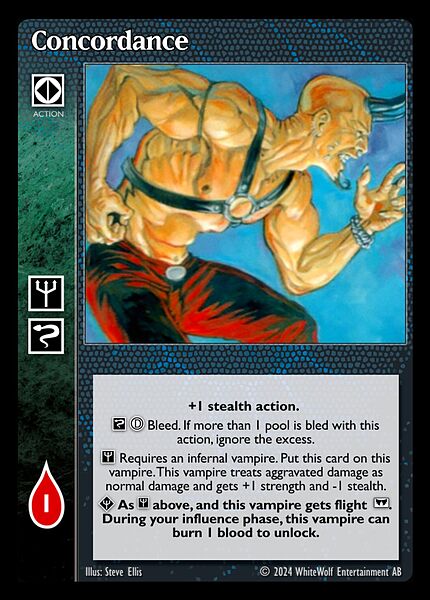 Concordance
ACTION
+1 stealth action.
Bleed. If more than 1 pool is bled with this
action, ignore the excess.
Requires an infernal vampire. Put this card on
this vampire. This vampire treats aggravated damage as
normal damage and gets +1 strength and -1 stealth.
As above, and this vampire gets flight.
During your influence phase, this vampire can
burn 1 blood to unlock.
1
Illus: Steve Ellis © 2024 WhiteWolf Entertainment AB